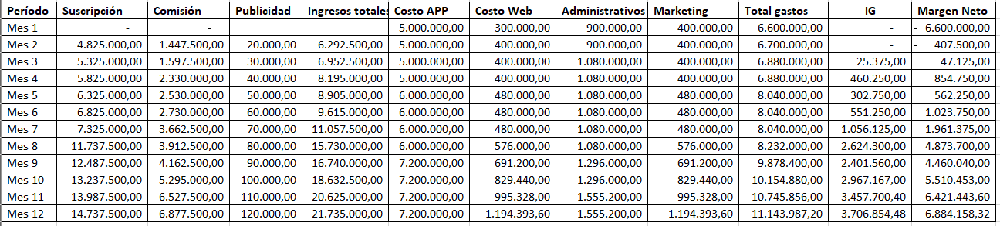 Período Suscripción Comisión Publicidad Ingresos totales Costo APP Costo Web Administrativos Marketing Total gastos IG Margen Neto
Mes 1 - - 5.000.000,00 300.000,00 900.000,00 400.000,00 6.600.000,00 - - 6.600.000,00
Mes 2 4.825.000,00 1.447.500,00 20.000,00 6.292.500,00 5.000.000,00 400.000,00 900.000,00 400.000,00 6.700.000,00 - - 407.500,00
Mes 3 5.325.000,00 1.597.500,00 30.000,00 6.952.500,00 5.000.000,00 400.000,00 1.080.000,00 400.000,00 6.880.000,00 25.375,00 47.125,00
Mes 4 5.825.000,00 2.330.000,00 40.000,00 8.195.000,00 5.000.000,00 400.000,00 1.080.000,00 400.000,00 6.880.000,00 460.250,00 854.750,00
Mes 5 6.325.000,00 2.530.000,00 50.000,00 8.905.000,00 6.000.000,00 480.000,00 1.080.000,00 480.000,00 8.040.000,00 302.750,00 562.250,00
Mes 6 6.825.000,00 2.730.000,00 60.000,00 9.615.000,00 6.000.000,00 480.000,00 1.080.000,00 480.000,00 8.040.000,00 551.250,00 1.023.750,00
Mes 7 7.325.000,00 3.662.500,00 70.000,00 11.057.500,00 6.000.000,00 480.000,00 1.080.000,00 480.000,00 8.040.000,00 1.056.125,00 1.961.375,00
Mes 8 11.737.500,00 3.912.500,00 80.000,00 15.730.000,00 6.000.000,00 576.000,00 1.080.000,00 576.000,00 8.232.000,00 2.624.300,00 4.873.700,00
Mes 9 12.487.500,00 4.162.500,00 90.000,00 16.740.000,00 7.200.000,00 691.200,00 1.296.000,00 691.200,00 9.878.400,00 2.401.560,00 4.460.040,00
Mes 10 13.237.500,00 5.295.000,00 100.000,00 18.632.500,00 7.200.000,00 829.440,00 1.296.000,00 829.440,00 10.154.880,00 2.967.167,00 5.510.453,00
Mes 11 13.987.500,00 6.527.500,00 110.000,00 20.625.000,00 7.200.000,00 995.328,00 1.555.200,00 995.328,00 10.745.856,00 3.457.700,40 6.421.443,60
Mes 12 14.737.500,00 6.877.500,00 120.000,00 21.735.000,00 7.200.000,00 1.194.393,60 1.555.200,00 1.194.393,60 11.143.987,20 3.706.854,48 6.884.158,32